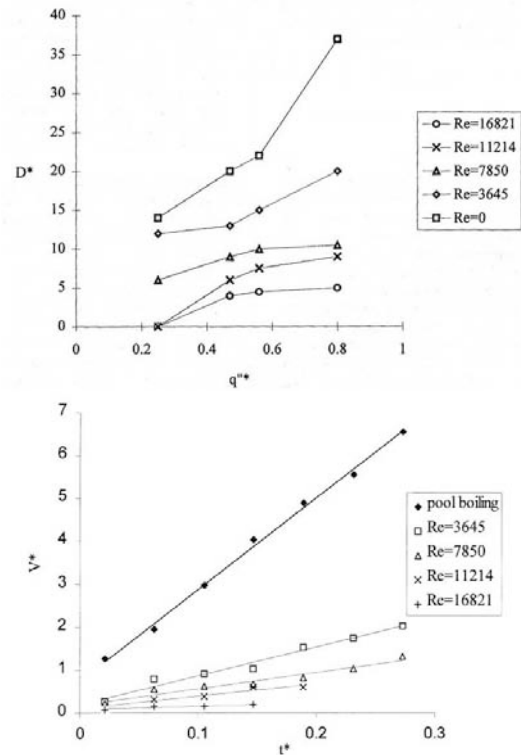 40
35
30
25
D* 20
15
10
5
0
0 0.2 0.4 0.6 0.8 1
q"*
Re=16821
Re=11214
Re=7850
Re=3645
Re=0
7
6
5
4
V*
3
2
1
0
0 0.1 0.2 0.3
t*
pool boiling
Re=3645
Re=7850
Re=11214
Re=16821